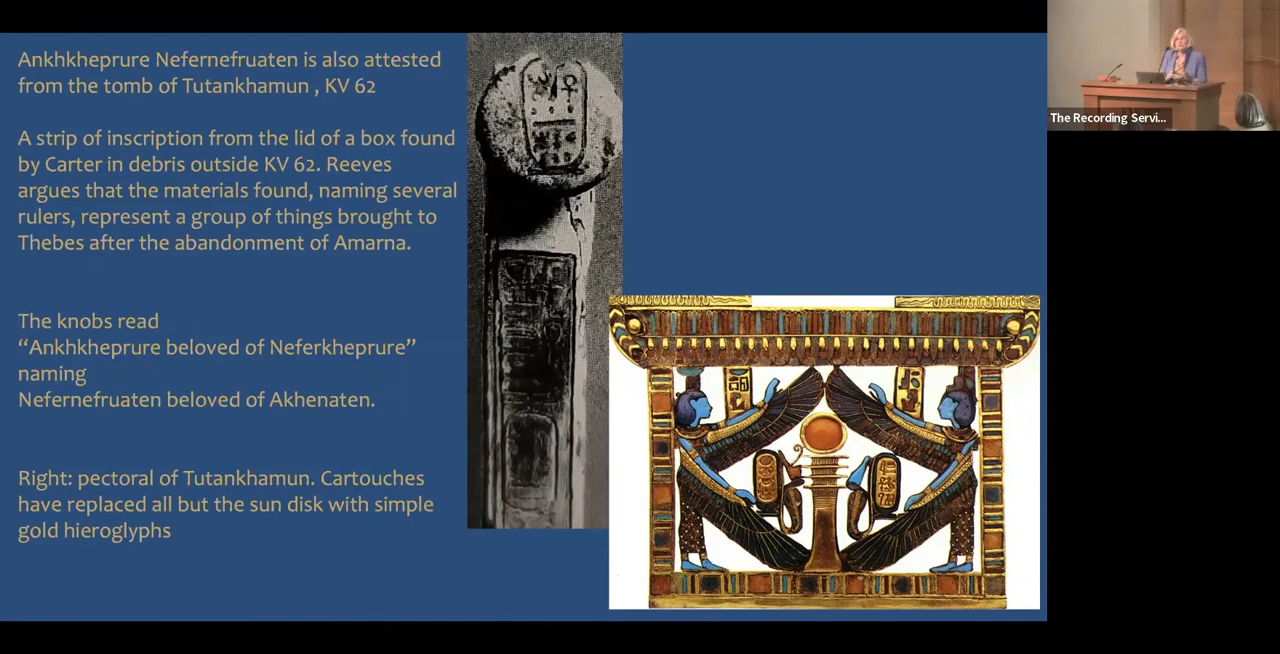 Ankhkheprure Nefernefruaten is also attested
from the tomb of Tutankhamun , KV 62
A strip of inscription from the lid of a box found
by Carter in debris outside KV 62. Reeves
argues that the materials found, naming several
rulers, represent a group of things brought to
Thebes after the abandonment of Amarna.
The knobs read
“Ankhkheprure beloved of Neferkheprure”
naming
Nefernefruaten beloved of Akhenaten.
Right: pectoral of Tutankhamun. Cartouches
have replaced all but the sun disk with simple
gold hieroglyphs
The Recording Servi...